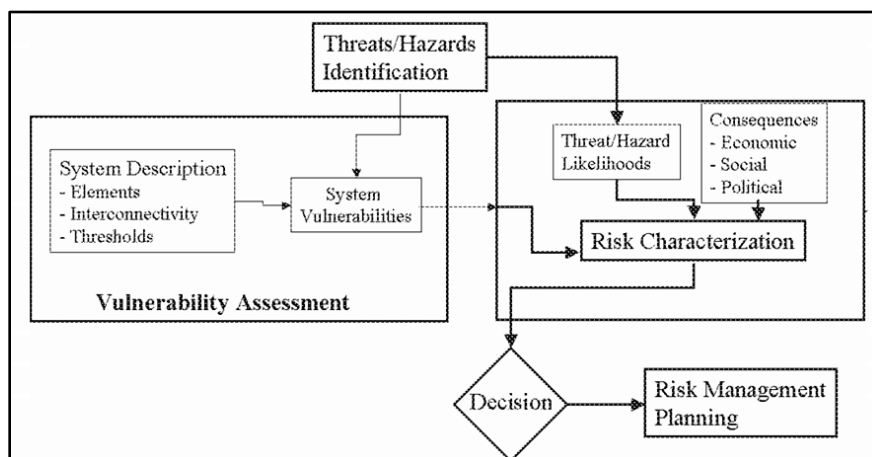 Threats/Hazards
Identification
System Description
- Elements
- Interconnectivity
- Thresholds
System
Vulnerabilities
Vulnerability Assessment
Threat/Hazard
Likelihoods
Consequences
- Economic
- Social
- Political
Risk Characterization
Decision
Risk Management
Planning